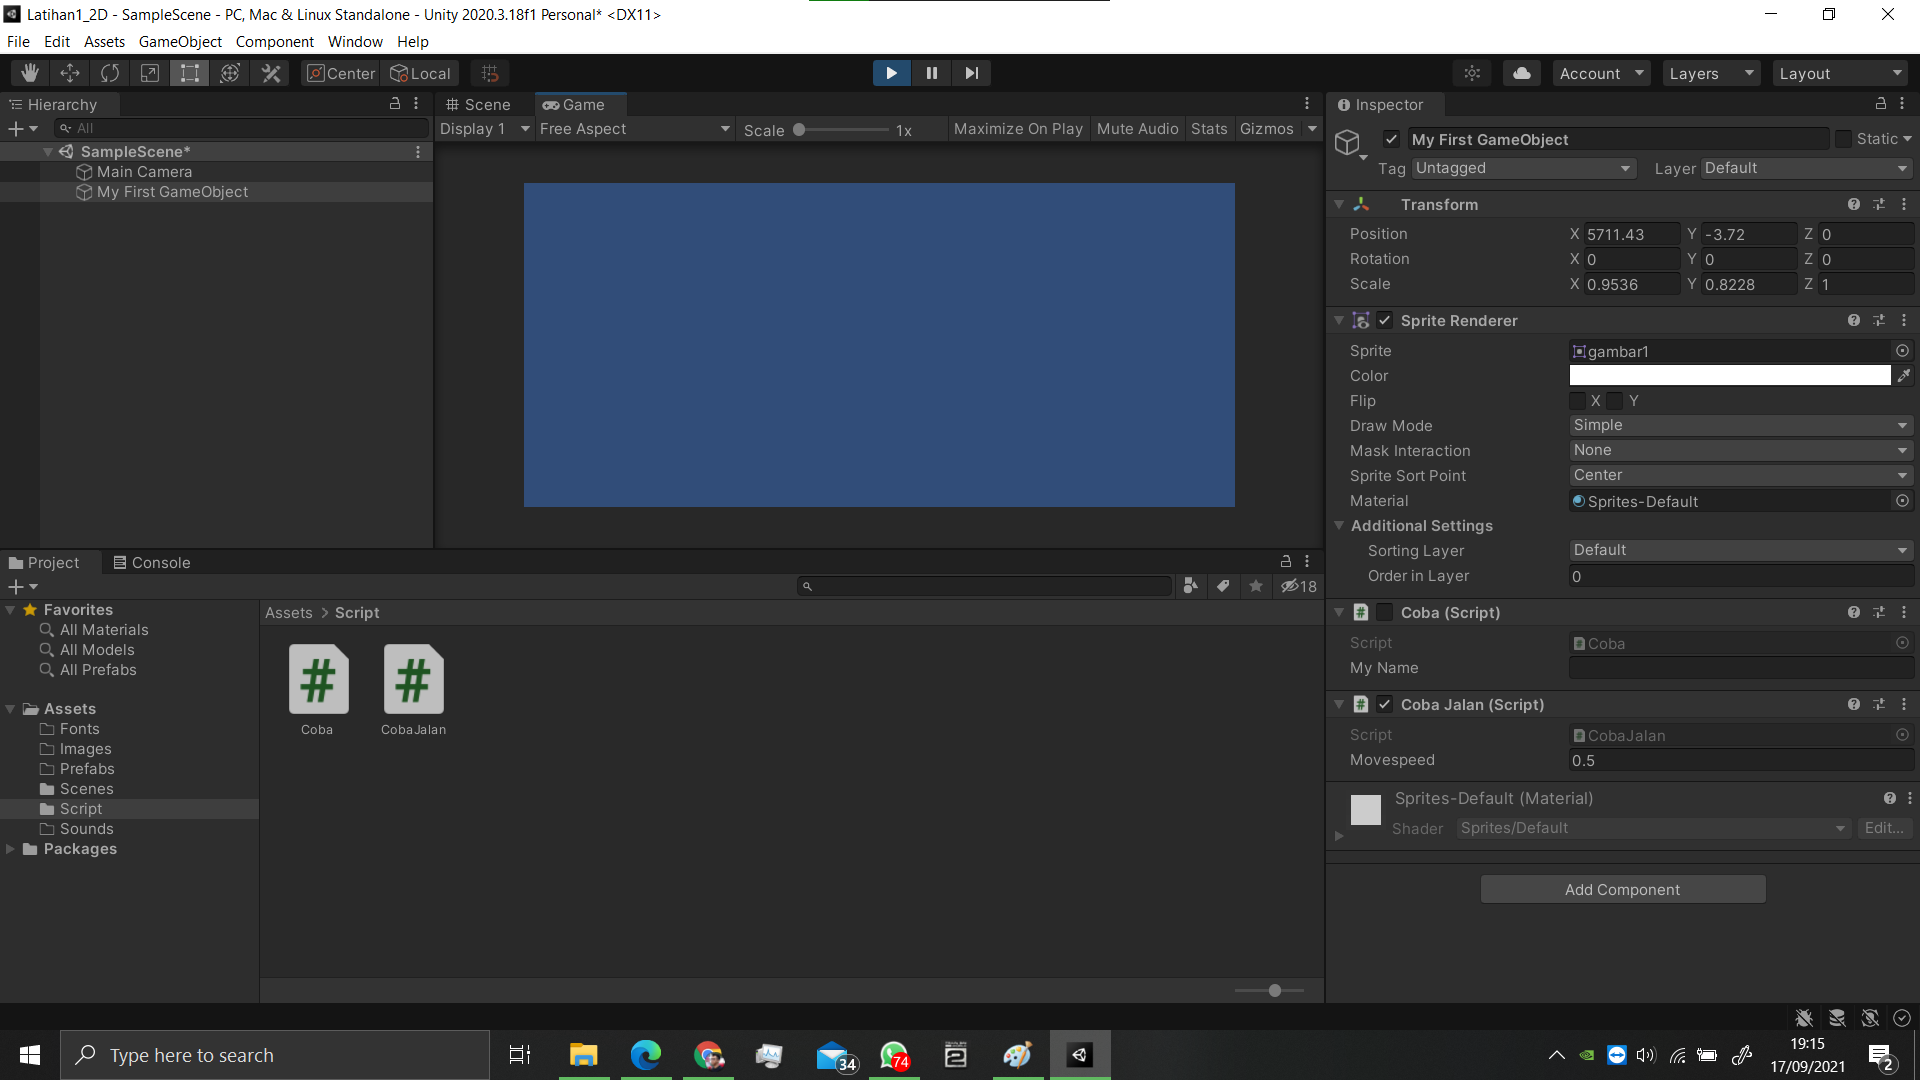 Latihan1_2D - SampleScene - PC, Mac & Linux Standalone - Unity 2020.3.18f1 Personal* <DX11>
File Edit Assets GameObject Component Window Help
Center Local Account Layers Layout
Hierarchy
All
SampleScene*
Main Camera
My First GameObject
Scene Game
Display 1 Free Aspect Scale 1x Maximize On Play Mute Audio Stats Gizmos
Inspector
My First GameObject Static
Tag Untagged Layer Default
Transform
Position X 5711.43 Y -3.72 Z 0
Rotation X 0 Y 0 Z 0
Scale X 0.9536 Y 0.8228 Z 1
Sprite Renderer
Sprite gambar1
Color
Flip X Y
Draw Mode Simple
Mask Interaction None
Sprite Sort Point Center
Material Sprites-Default
Additional Settings
Sorting Layer Default
Order in Layer 0
# Coba (Script)
Script Coba
My Name
# Coba Jalan (Script)
Script CobaJalan
Movespeed 0.5
Sprites-Default (Material)
Shader Sprites/Default Edit...
Add Component
Project Console
18
Favorites
All Materials
All Models
All Prefabs
Assets
Fonts
Images
Prefabs
Scenes
Script
Sounds
Packages
Assets > Script
# #
Coba CobaJalan
Type here to search
34
74
2
19:15
17/09/2021
2